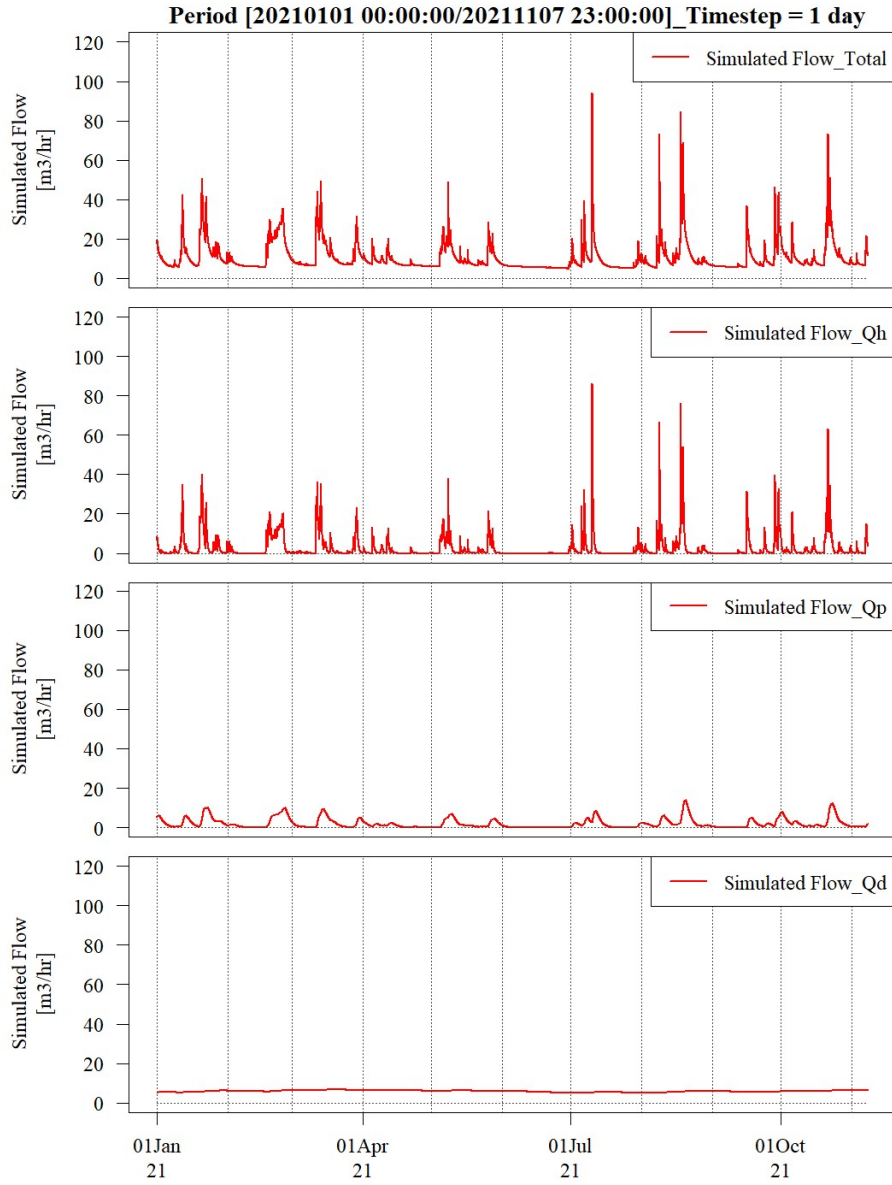 Period [20210101 00:00:00/20211107 23:00:00]_Timestep = 1 day
Simulated Flow
[m3/hr]
120
100
80
60
40
20
0
Simulated Flow_Total
Simulated Flow
[m3/hr]
120
100
80
60
40
20
0
Simulated Flow_Qh
Simulated Flow
[m3/hr]
120
100
80
60
40
20
0
Simulated Flow_Qp
Simulated Flow
[m3/hr]
120
100
80
60
40
20
0
Simulated Flow_Qd
01Jan 01Apr 01Jul 01Oct
21 21 21 21